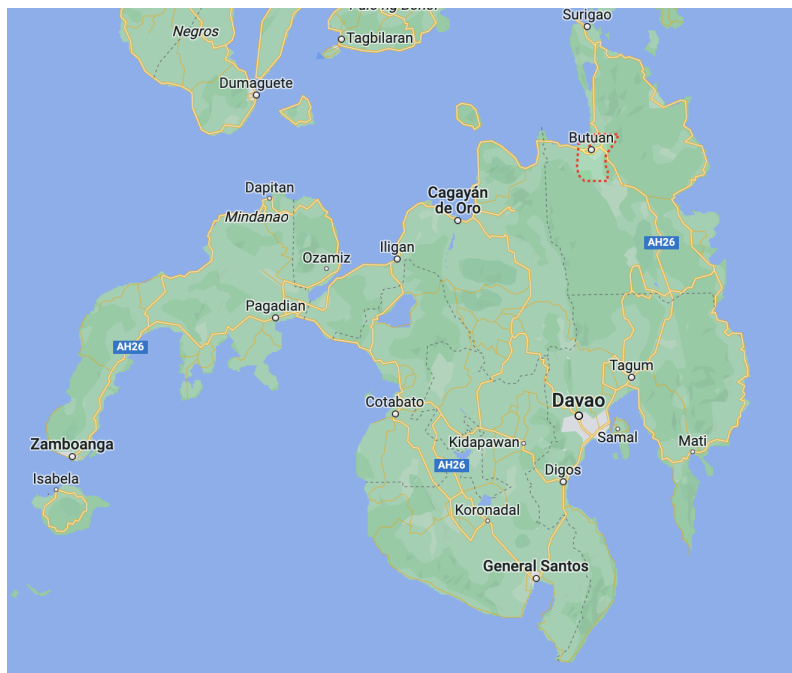 Surigao
Negros
Tagbilaran
Dumaguete
Butuan
Dapitan
Cagayán
de Oro
Mindanao
AH26
Iligan
Ozamiz
Pagadian
AH26
Tagum
Davao
Cotabato
Samal
Kidapawan
Mati
Zamboanga
AH26
Digos
Isabela
Koronadal
General Santos